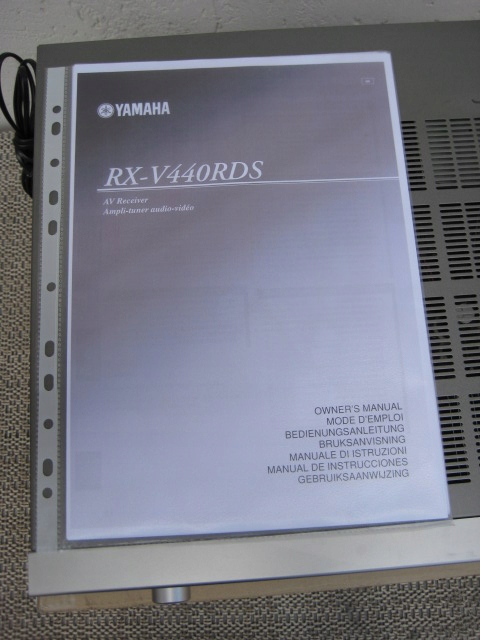 YAMAHA
RX-V440RDS
AV Receiver
Ampli-tuner audio-vidéo
OWNER'S MANUAL
MODE D'EMPLOI
BEDIENUNGSANLEITUNG
BRUKSANVISNING
MANUALE DI ISTRUZIONI
MANUAL DE INSTRUCCIONES
GEBRUIKSAANWIJZING